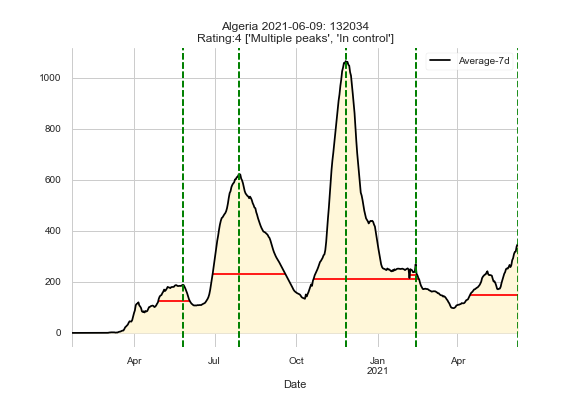 Algeria 2021-06-09: 132034
Rating:4 ['Multiple peaks', 'In control']
Average-7d
1000
800
600
400
200
0
Apr
Jul
Oct
Jan
2021
Apr
Date